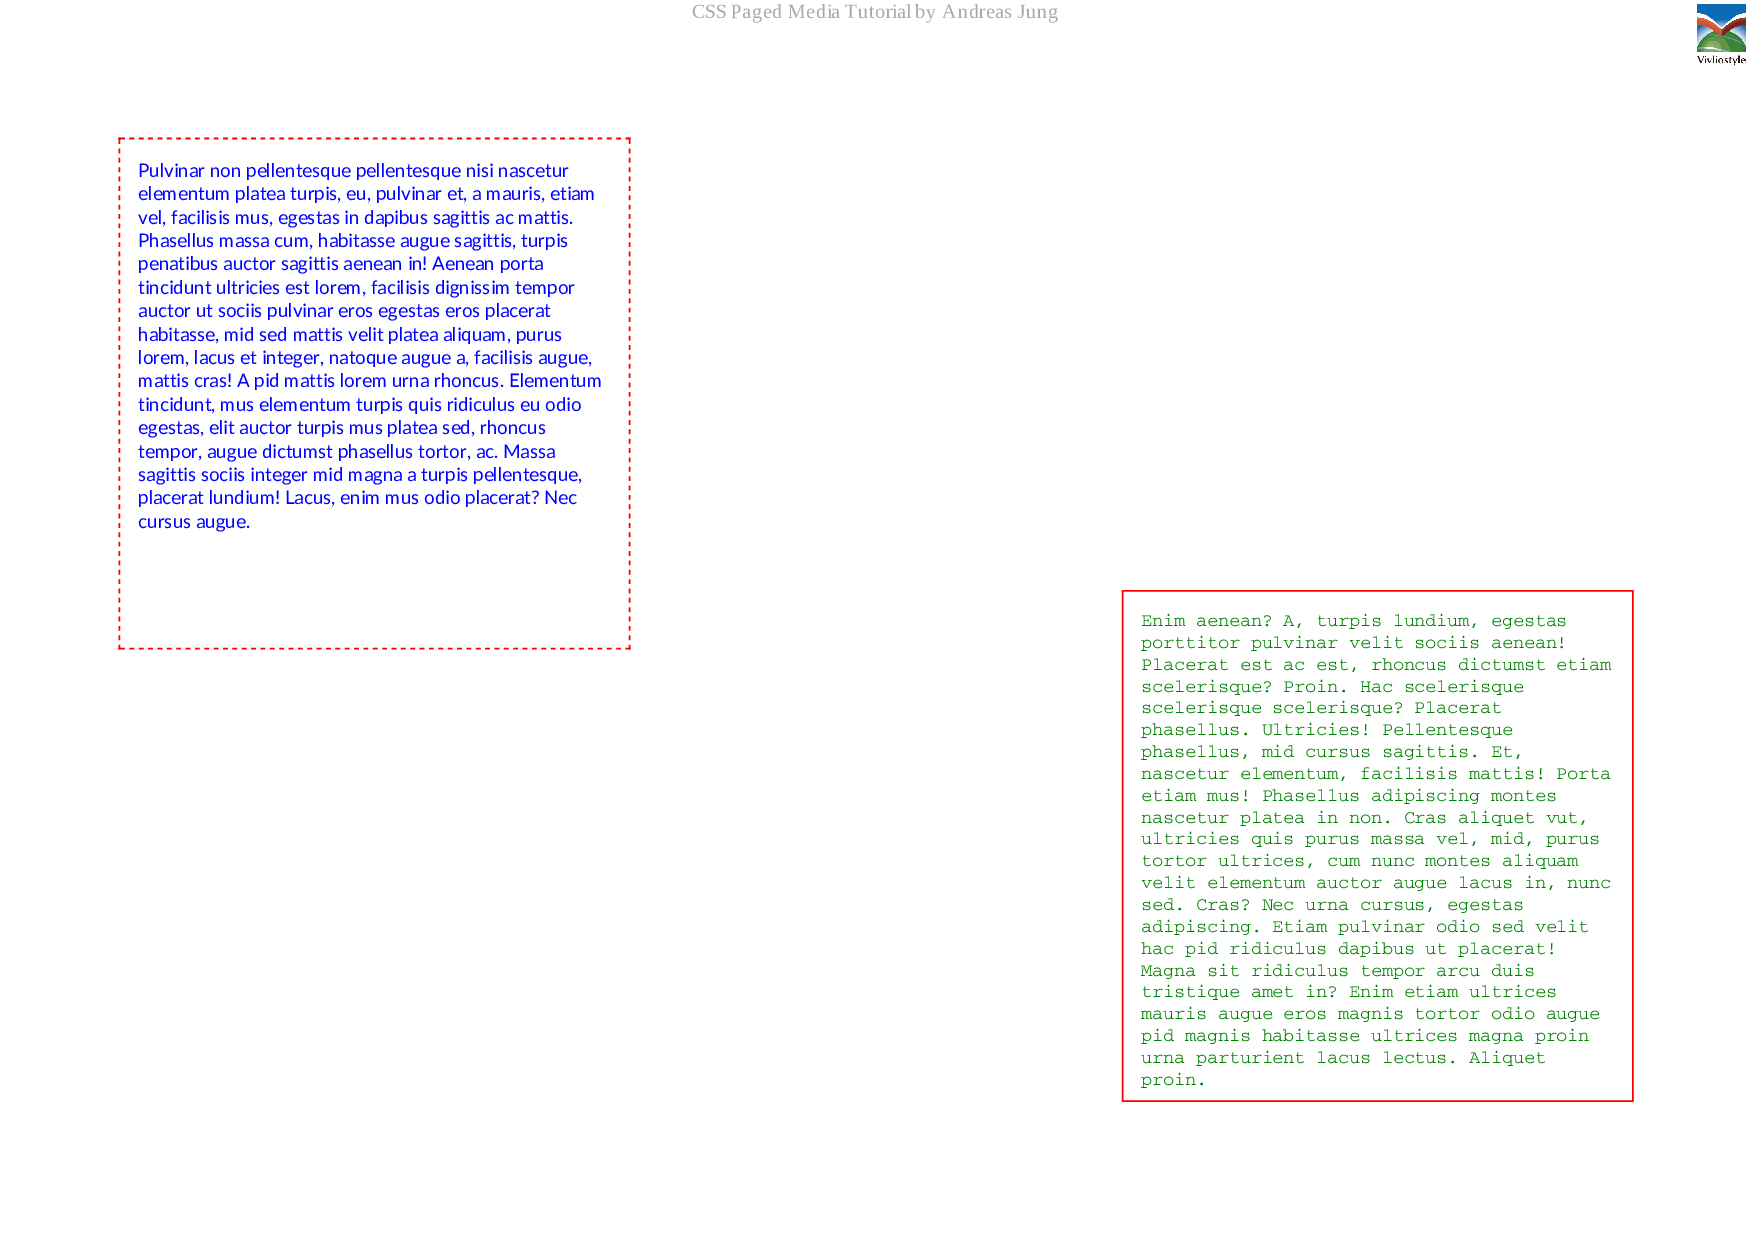 CSS Paged Media Tutorial by Andreas Jung
Vivliostyle
Pulvinar non pellentesque pellentesque nisi nascetur
elementum platea turpis, eu, pulvinar et, a mauris, etiam
vel, facilisis mus, egestas in dapibus sagittis ac mattis.
Phasellus massa cum, habitasse augue sagittis, turpis
penatibus auctor sagittis aenean in! Aenean porta
tincidunt ultricies est lorem, facilisis dignissim tempor
auctor ut sociis pulvinar eros egestas eros placerat
habitasse, mid sed mattis velit platea aliquam, purus
lorem, lacus et integer, natoque augue a, facilisis augue,
mattis cras! A pid mattis lorem urna rhoncus. Elementum
tincidunt, mus elementum turpis quis ridiculus eu odio
egestas, elit auctor turpis mus platea sed, rhoncus
tempor, augue dictumst phasellus tortor, ac. Massa
sagittis sociis integer mid magna a turpis pellentesque,
placerat lundium! Lacus, enim mus odio placerat? Nec
cursus augue.
Enim aenean? A, turpis lundium, egestas
porttitor pulvinar velit sociis aenean!
Placerat est ac est, rhoncus dictumst etiam
scelerisque? Proin. Hac scelerisque
scelerisque scelerisque? Placerat
phasellus. Ultricies! Pellentesque
phasellus, mid cursus sagittis. Et,
nascetur elementum, facilisis mattis! Porta
etiam mus! Phasellus adipiscing montes
nascetur platea in non. Cras aliquet vut,
ultricies quis purus massa vel, mid, purus
tortor ultrices, cum nunc montes aliquam
velit elementum auctor augue lacus in, nunc
sed. Cras? Nec urna cursus, egestas
adipiscing. Etiam pulvinar odio sed velit
hac pid ridiculus dapibus ut placerat!
Magna sit ridiculus tempor arcu duis
tristique amet in? Enim etiam ultrices
mauris augue eros magnis tortor odio augue
pid magnis habitasse ultrices magna proin
urna parturient lacus lectus. Aliquet
proin.